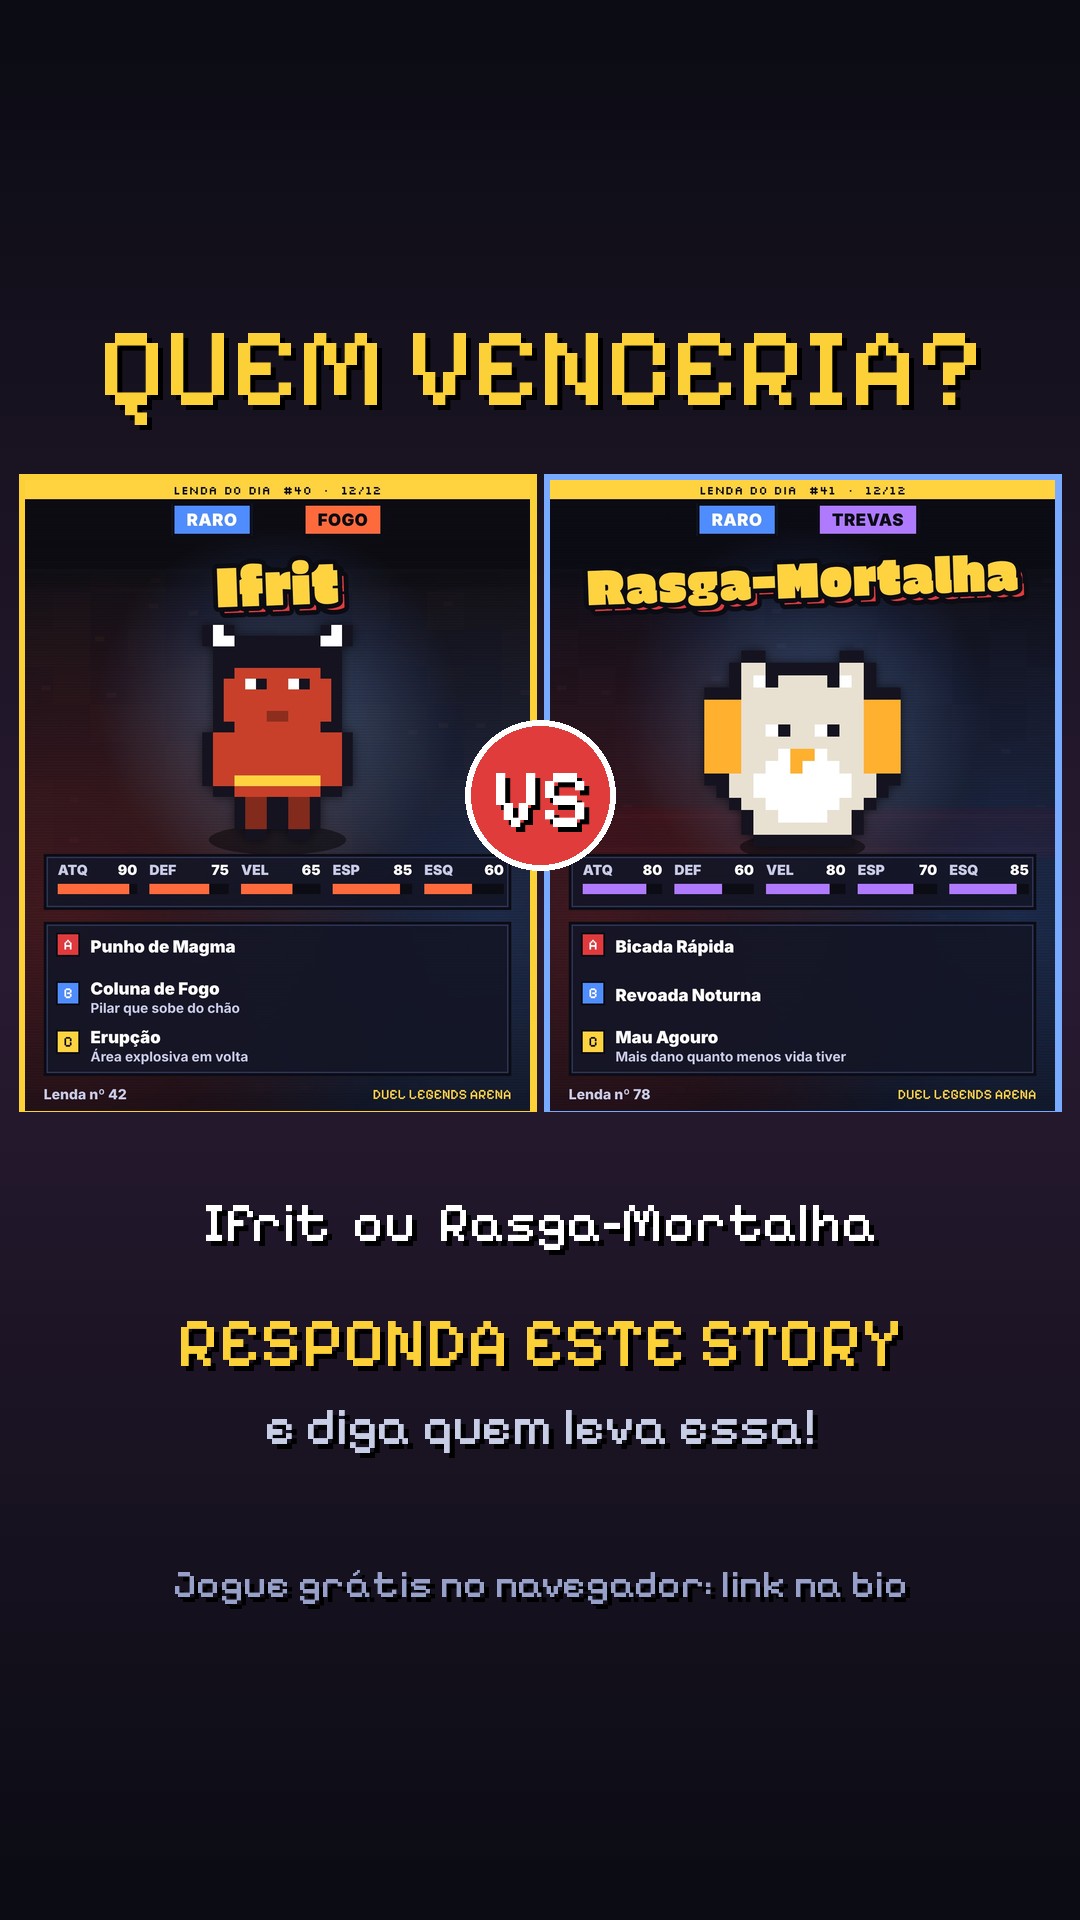 QUEM VENCERIA?
LENDA DO DIA #40 · 12/12
RARO FOGO
Ifrit
ATQ 90 DEF 75 VEL 65 ESP 85 ESQ 60
A Punho de Magma
B Coluna de Fogo
Pilar que sobe do chão
C Erupção
Área explosiva em volta
Lenda nº 42 DUEL LEGENDS ARENA
VS
LENDA DO DIA #41 · 12/12
RARO TREVAS
Rasga-Mortalha
ATQ 80 DEF 60 VEL 80 ESP 70 ESQ 85
A Bicada Rápida
B Revoada Noturna
C Mau Agouro
Mais dano quanto menos vida tiver
Lenda nº 78 DUEL LEGENDS ARENA
Ifrit ou Rasga-Mortalha
RESPONDA ESTE STORY
e diga quem leva essa!
Jogue grátis no navegador: link na bio